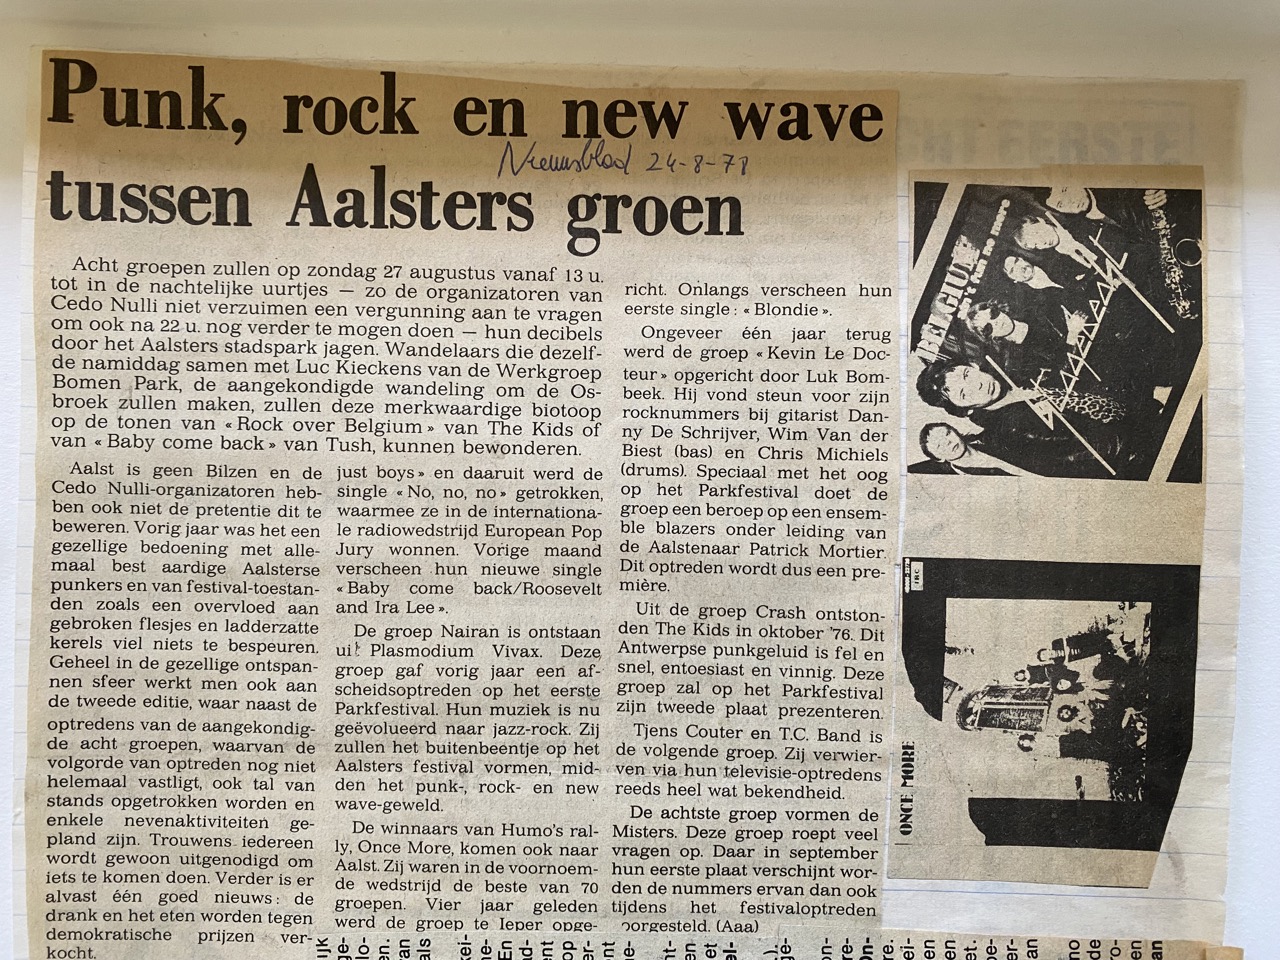 Punk, rock en new wave
Nieuwsblad 24-8-78
tussen Aalsters groen
Acht groepen zullen op zondag 27 augustus vanaf 13 u.
tot in de nachtelijke uurtjes — zo de organizatoren van
Cedo Nulli niet verzuimen een vergunning aan te vragen
om ook na 22 u. nog verder te mogen doen — hun decibels
door het Aalsters stadspark jagen. Wandelaars die dezelf-
de namiddag samen met Luc Kieckens van de Werkgroep
Bomen Park, de aangekondigde wandeling om de Os-
broek zullen maken, zullen deze merkwaardige biotoop
op de tonen van «Rock over Belgium» van The Kids of
van «Baby come back» van Tush, kunnen bewonderen.
Aalst is geen Bilzen en de
Cedo Nulli-organizatoren heb-
ben ook niet de pretentie dit te
beweren. Vorig jaar was het een
gezellige bedoening met alle-
maal best aardige Aalsterse
punkers en van festival-toestan-
den zoals een overvloed aan
gebroken flesjes en ladderzatte
kerels viel niets te bespeuren.
Geheel in de gezellige ontspan-
nen sfeer werkt men ook aan
de tweede editie, waar naast de
optredens van de aangekondig-
de acht groepen, waarvan de
volgorde van optreden nog niet
helemaal vastligt, ook tal van
stands opgetrokken worden en
enkele nevenaktiviteiten ge-
pland zijn. Trouwens iedereen
wordt gewoon uitgenodigd om
iets te komen doen. Verder is er
alvast één goed nieuws: de
drank en het eten worden tegen
demokratische prijzen ver-
kocht.
just boys» en daaruit werd de
single «No, no, no» getrokken,
waarmee ze in de internationa-
le radiowedstrijd European Pop
Jury wonnen. Vorige maand
verscheen hun nieuwe single
«Baby come back/Roosevelt
and Ira Lee».
De groep Nairan is ontstaan
uit Plasmodium Vivax. Deze
groep gaf vorig jaar een af-
scheidsoptreden op het eerste
Parkfestival. Hun muziek is nu
geëvolueerd naar jazz-rock. Zij
zullen het buitenbeentje op het
Aalsters festival vormen, mid-
den het punk-, rock- en new
wave-geweld.
De winnaars van Humo's ral-
ly, Once More, komen ook naar
Aalst. Zij waren in de voornoem-
de wedstrijd de beste van 70
groepen. Vier jaar geleden
werd de groep te Ieper opge-
richt. Onlangs verscheen hun
eerste single: «Blondie».
Ongeveer één jaar terug
werd de groep «Kevin Le Doc-
teur» opgericht door Luk Bom-
beek. Hij vond steun voor zijn
rocknummers bij gitarist Dan-
ny De Schrijver, Wim Van der
Biest (bas) en Chris Michiels
(drums). Speciaal met het oog
op het Parkfestival doet de
groep een beroep op een ensem-
ble blazers onder leiding van
de Aalstenaar Patrick Mortier.
Dit optreden wordt dus een pre-
mière.
Uit de groep Crash ontston-
den The Kids in oktober '76. Dit
Antwerpse punkgeluid is fel en
snel, entoesiast en vinnig. Deze
groep zal op het Parkfestival
zijn tweede plaat prezenteren.
Tjens Couter en T.C. Band is
de volgende groep. Zij verwier-
ven via hun televisie-optredens
reeds heel wat bekendheid.
De achtste groep vormen de
Misters. Deze groep roept veel
vragen op. Daar in september
hun eerste plaat verschijnt wor-
den de nummers ervan dan ook
tijdens het festivaloptreden
voorgesteld. (Aaa)
BELGIUM
ONCE MORE